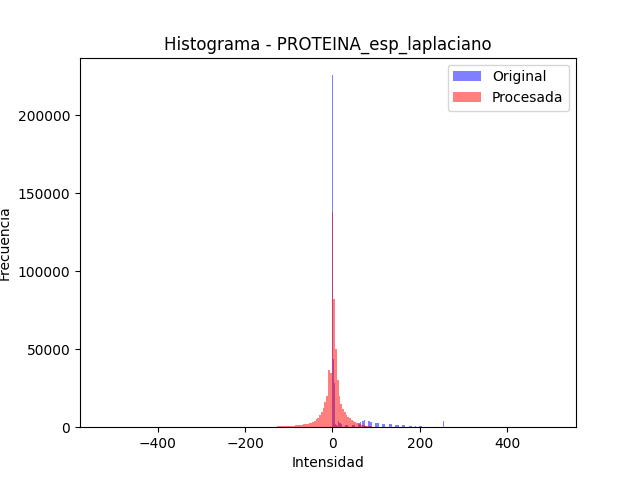 Histograma - PROTEINA_esp_laplaciano
Original
Procesada
200000
150000
100000
50000
0
Frecuencia
−400
−200
0
200
400
Intensidad